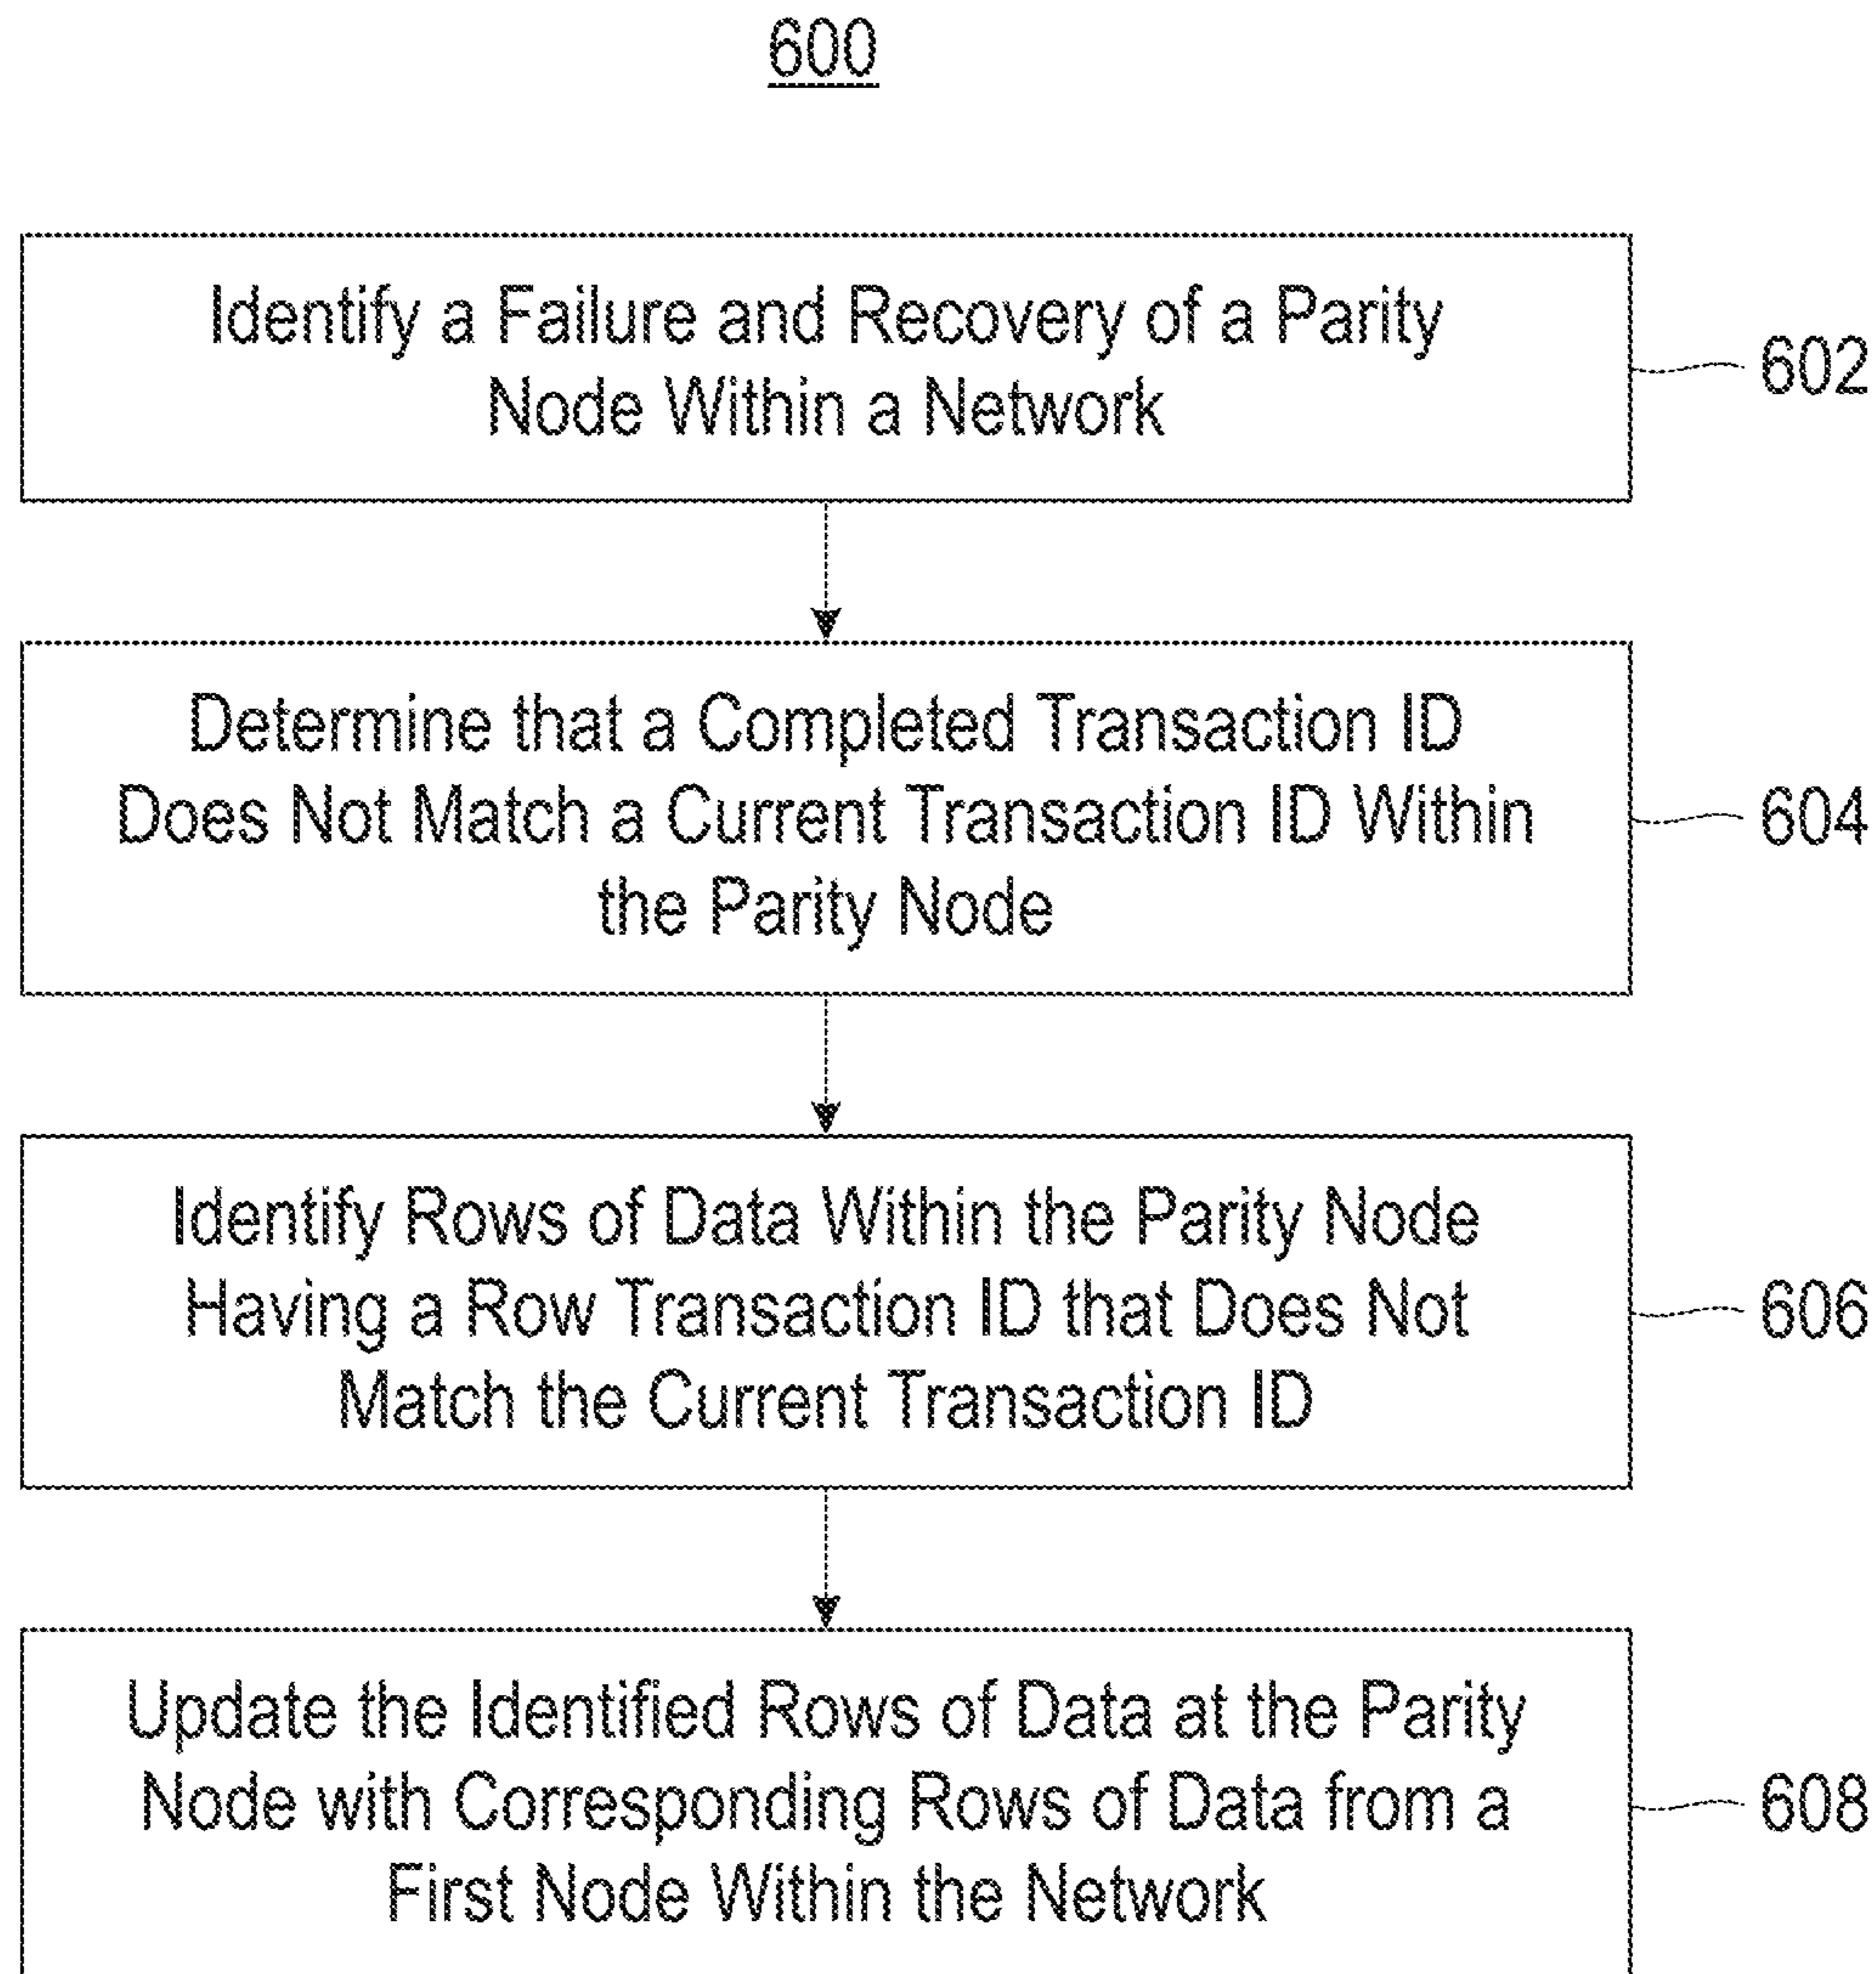 600
Identify a Failure and Recovery of a Parity
Node Within a Network
602
Determine that a Completed Transaction ID
Does Not Match a Current Transaction ID Within
the Parity Node
604
Identify Rows of Data Within the Parity Node
Having a Row Transaction ID that Does Not
Match the Current Transaction ID
606
Update the Identified Rows of Data at the Parity
Node with Corresponding Rows of Data from a
First Node Within the Network
608